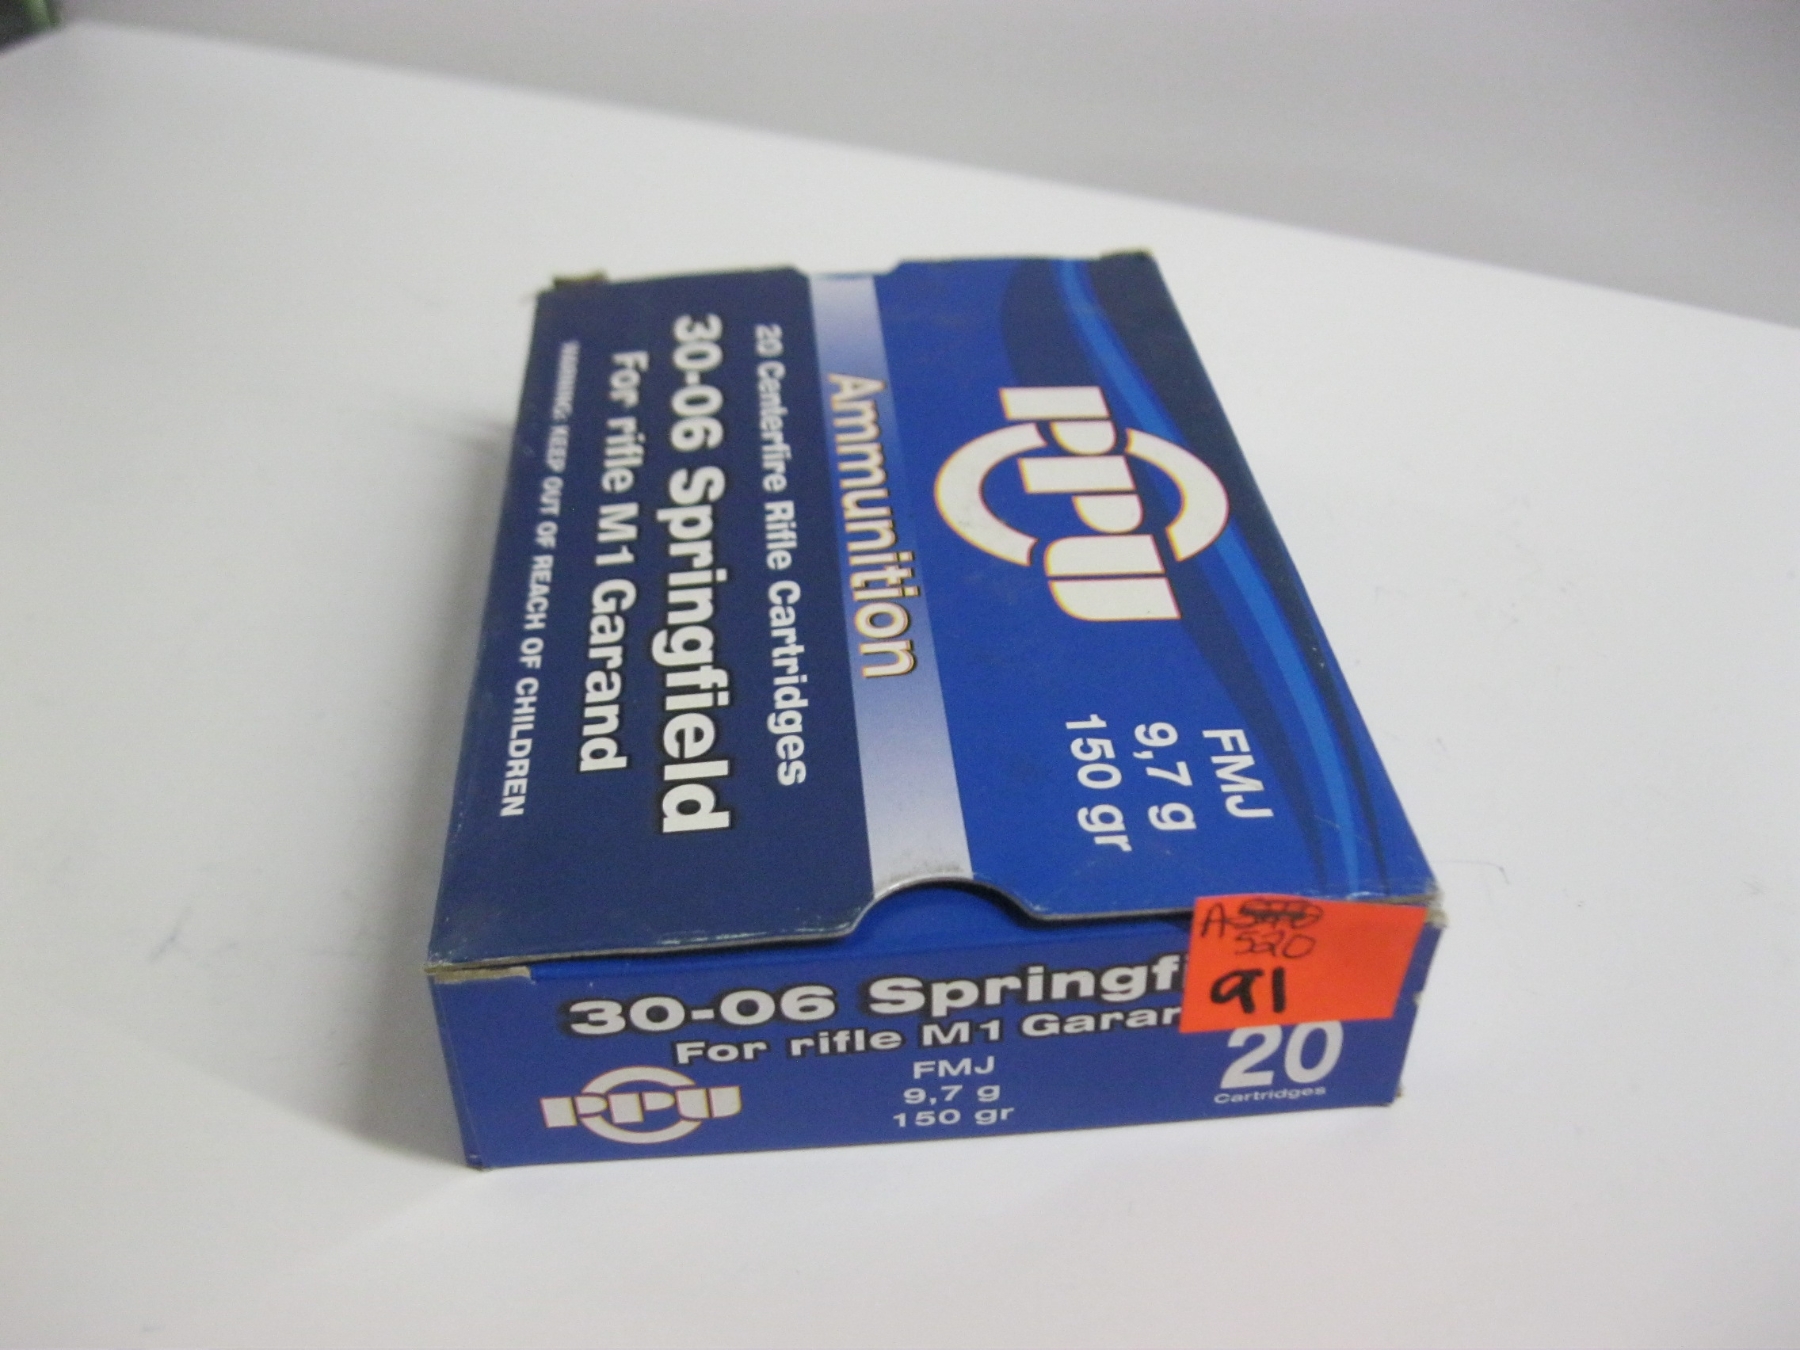 PPU
FMJ
9,7 g
150 gr
Ammunition
20 Centerfire Rifle Cartridges
30-06 Springfield
For rifle M1 Garand
WARNING: KEEP OUT OF REACH OF CHILDREN
A
520
91
30-06 Springfi
For rifle M1 Garan
FMJ
9,7 g
150 gr
PPU
20
Cartridges